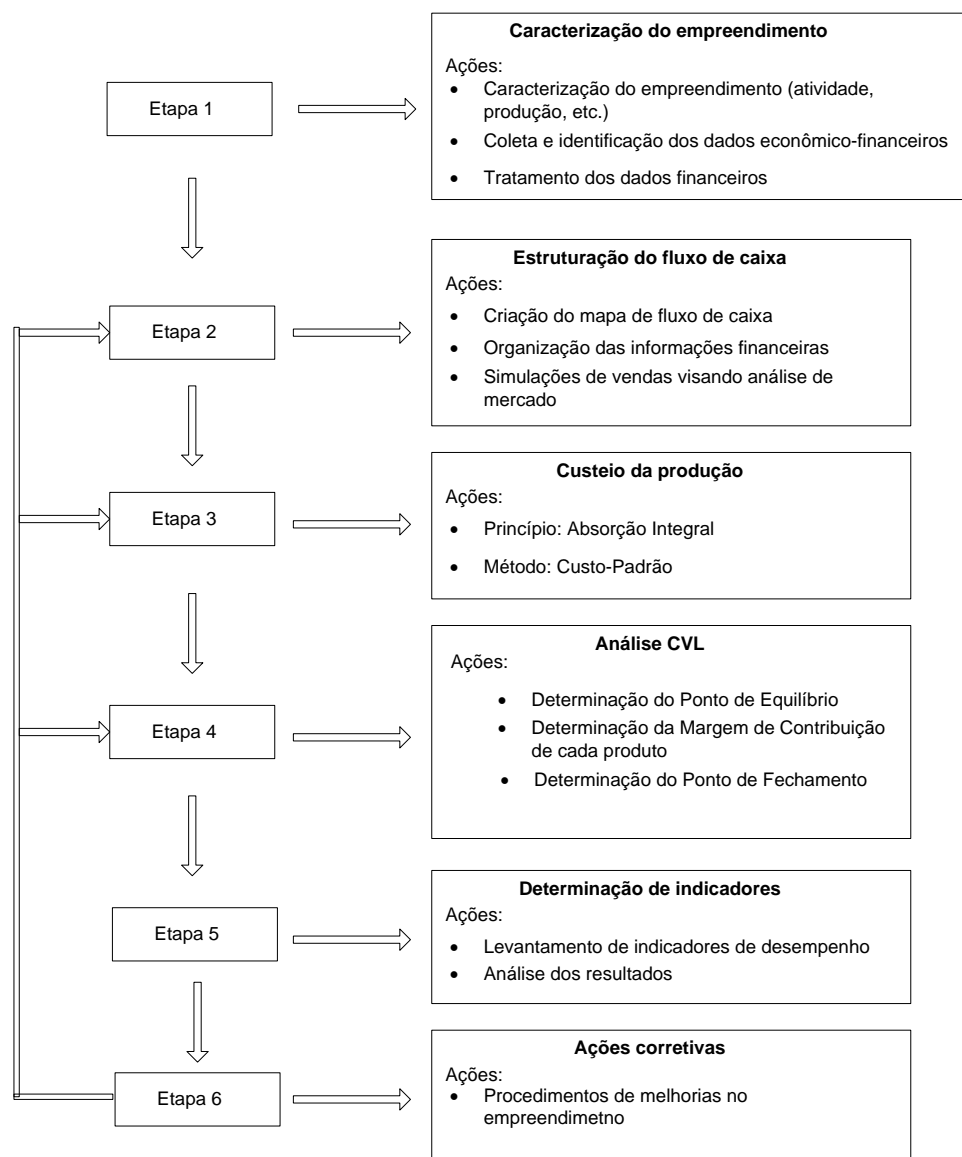 Caracterização do empreendimento
Ações:
• Caracterização do empreendimento (atividade,
produção, etc.)
• Coleta e identificação dos dados econômico-financeiros
• Tratamento dos dados financeiros
Etapa 1
Estruturação do fluxo de caixa
Ações:
• Criação do mapa de fluxo de caixa
• Organização das informações financeiras
• Simulações de vendas visando análise de
mercado
Etapa 2
Custeio da produção
Ações:
• Princípio: Absorção Integral
• Método: Custo-Padrão
Etapa 3
Análise CVL
Ações:
• Determinação do Ponto de Equilíbrio
• Determinação da Margem de Contribuição
de cada produto
• Determinação do Ponto de Fechamento
Etapa 4
Determinação de indicadores
Ações:
• Levantamento de indicadores de desempenho
• Análise dos resultados
Etapa 5
Ações corretivas
Ações:
• Procedimentos de melhorias no
empreendimetno
Etapa 6